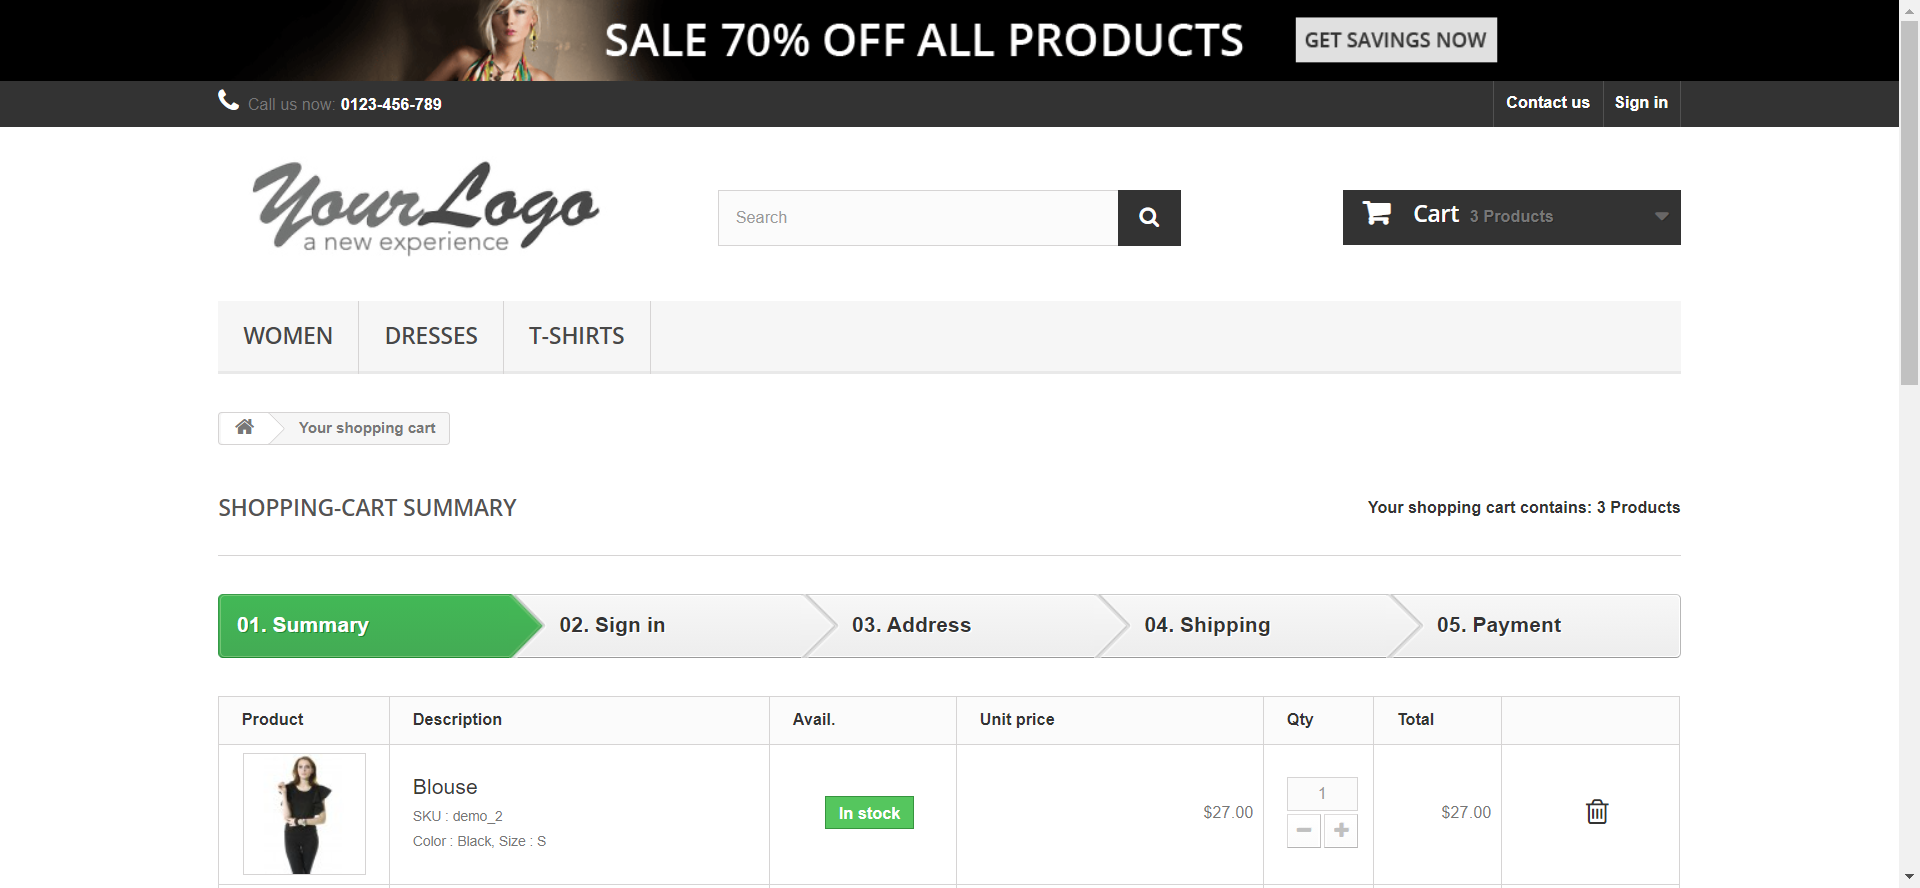 SALE 70% OFF ALL PRODUCTS GET SAVINGS NOW
Call us now: 0123-456-789 Contact us Sign in
YourLogo
a new experience
Search
Cart 3 Products
WOMEN DRESSES T-SHIRTS
Your shopping cart
SHOPPING-CART SUMMARY Your shopping cart contains: 3 Products
01. Summary 02. Sign in 03. Address 04. Shipping 05. Payment
Product Description Avail. Unit price Qty Total
Blouse
SKU : demo_2
Color : Black, Size : S
In stock $27.00 1 $27.00